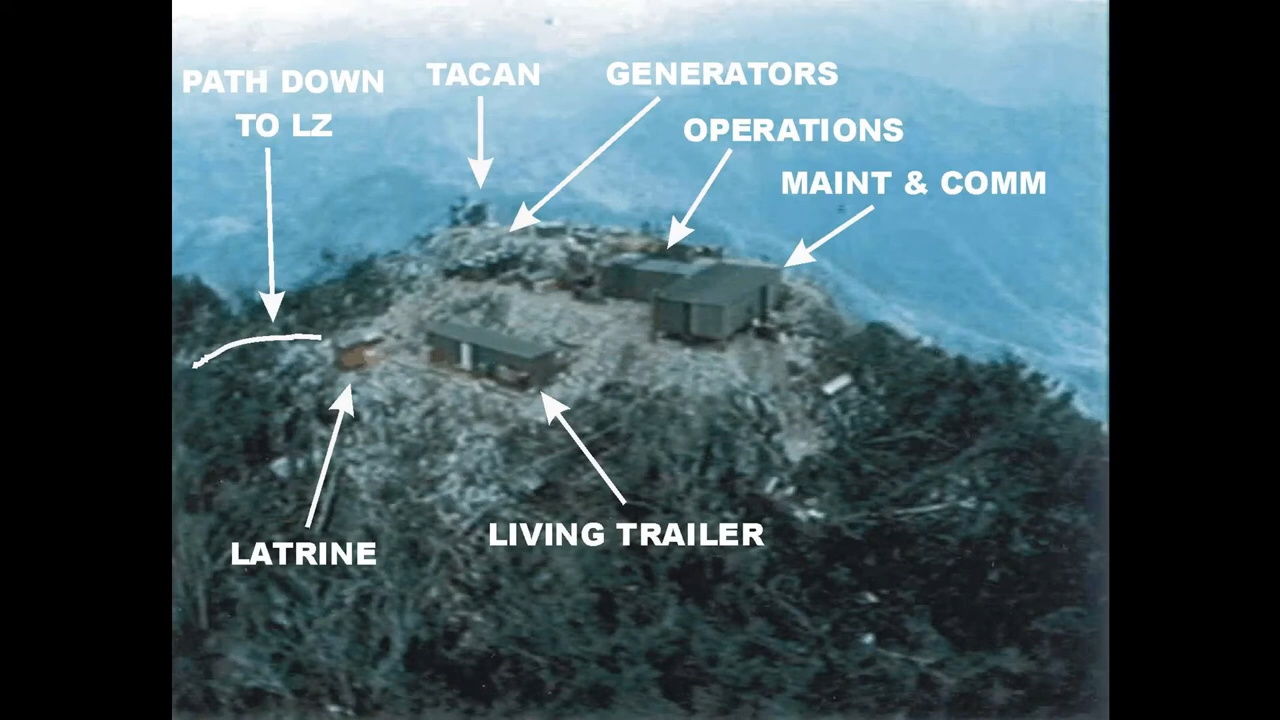 PATH DOWN
TO LZ
TACAN
GENERATORS
OPERATIONS
MAINT & COMM
LATRINE
LIVING TRAILER